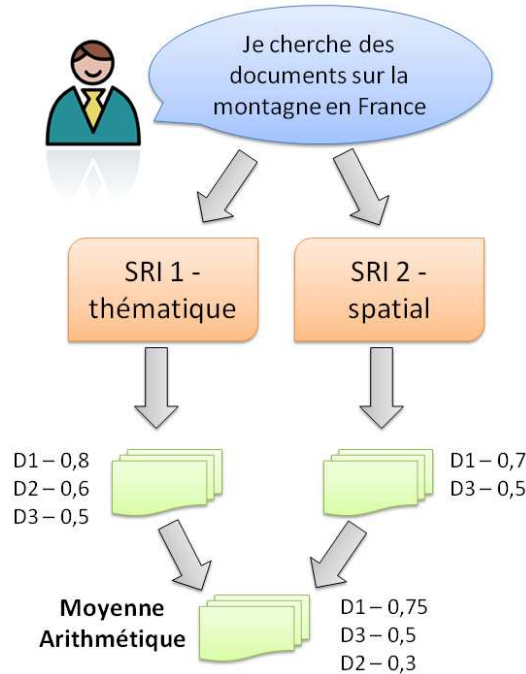 Je cherche des
documents sur la
montagne en France
SRI 1 -
thématique
SRI 2 -
spatial
D1 – 0,8
D2 – 0,6
D3 – 0,5
D1 – 0,7
D3 – 0,5
Moyenne
Arithmétique
D1 – 0,75
D3 – 0,5
D2 – 0,3